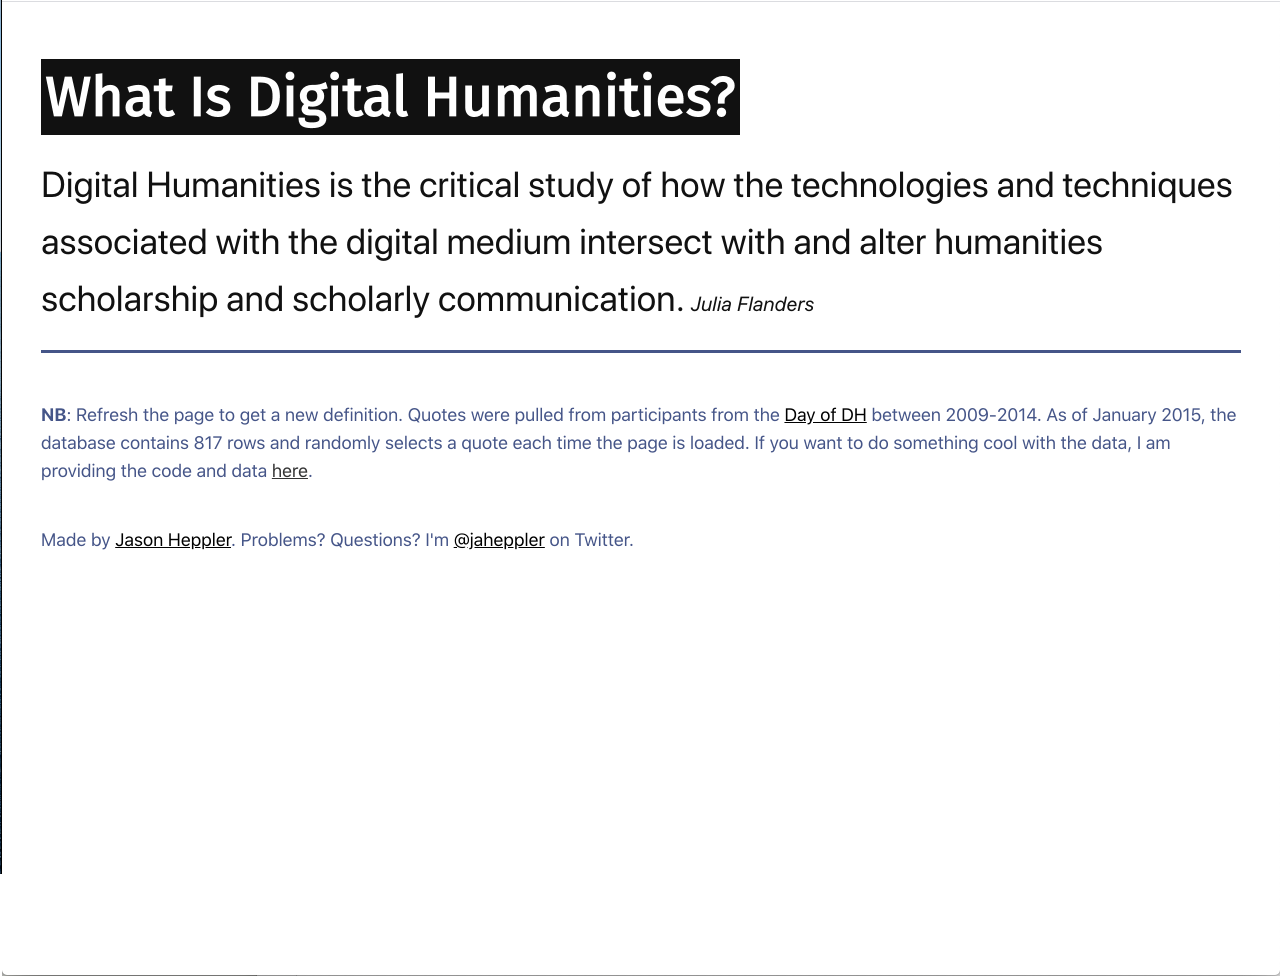 What Is Digital Humanities?
Digital Humanities is the critical study of how the technologies and techniques
associated with the digital medium intersect with and alter humanities
scholarship and scholarly communication. Julia Flanders
NB: Refresh the page to get a new definition. Quotes were pulled from participants from the Day of DH between 2009-2014. As of January 2015, the
database contains 817 rows and randomly selects a quote each time the page is loaded. If you want to do something cool with the data, I am
providing the code and data here.
Made by Jason Heppler. Problems? Questions? I'm @jaheppler on Twitter.